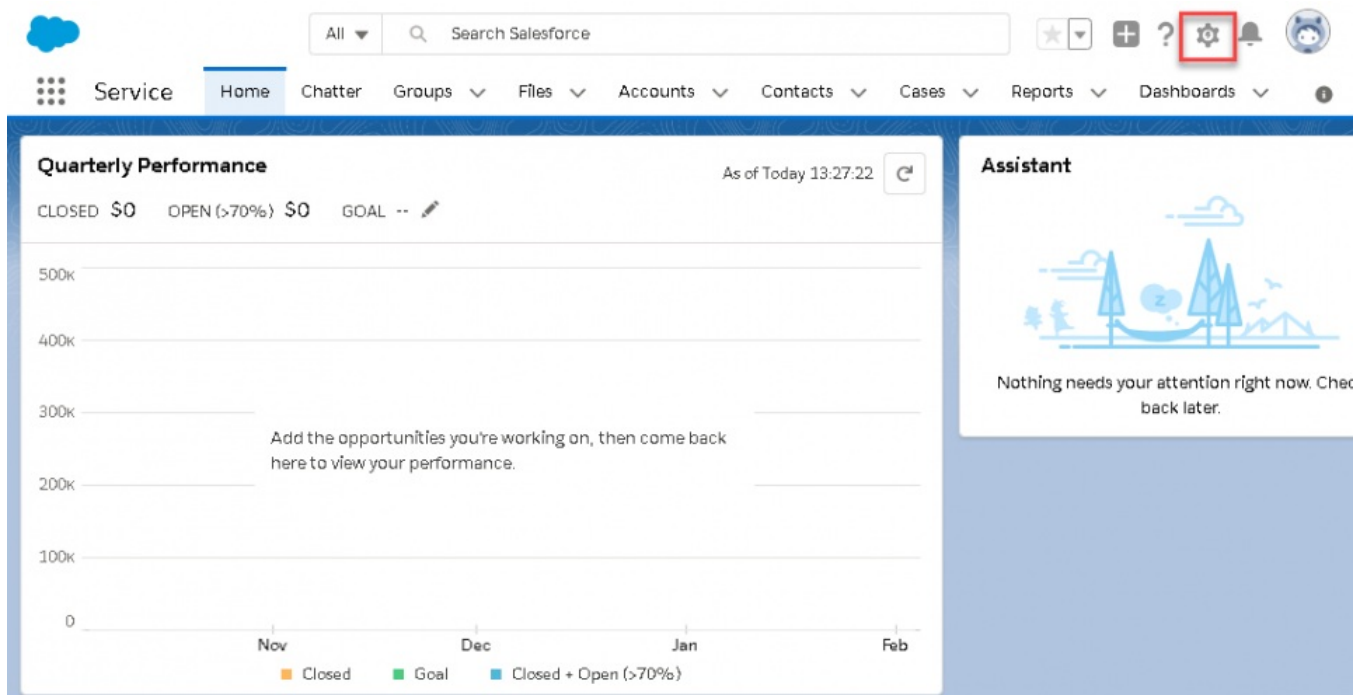 All Search Salesforce
Service Home Chatter Groups Files Accounts Contacts Cases Reports Dashboards
Quarterly Performance
As of Today 13:27:22
CLOSED $0 OPEN (>70%) $0 GOAL --
500K
400K
300K
Add the opportunities you're working on, then come back
here to view your performance.
200K
100K
0
Nov Dec Jan Feb
Closed Goal Closed + Open (>70%)
Assistant
z
Nothing needs your attention right now. Chec
back later.